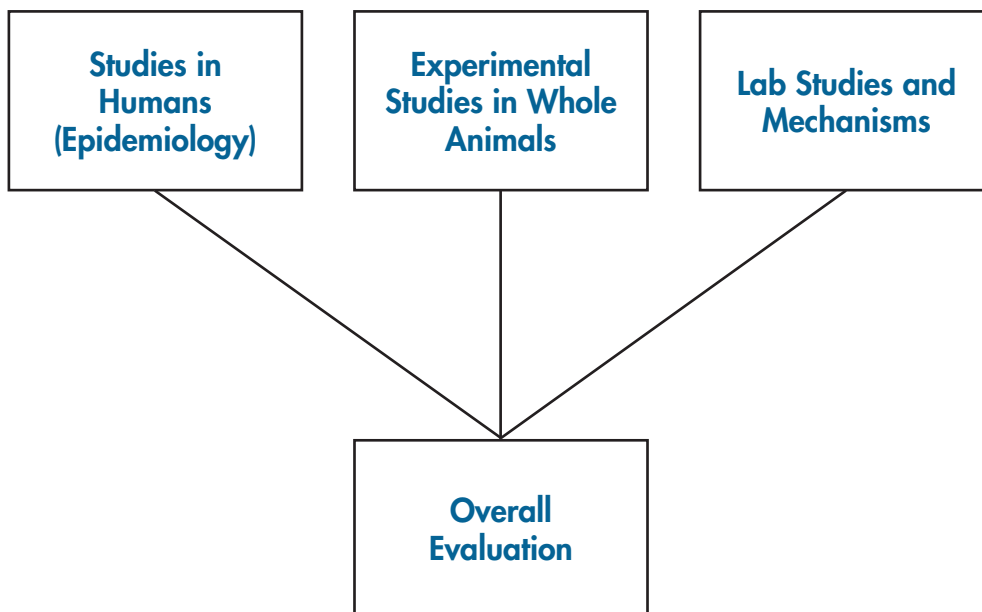 Studies in
Humans
(Epidemiology)
Experimental
Studies in Whole
Animals
Lab Studies and
Mechanisms
Overall
Evaluation